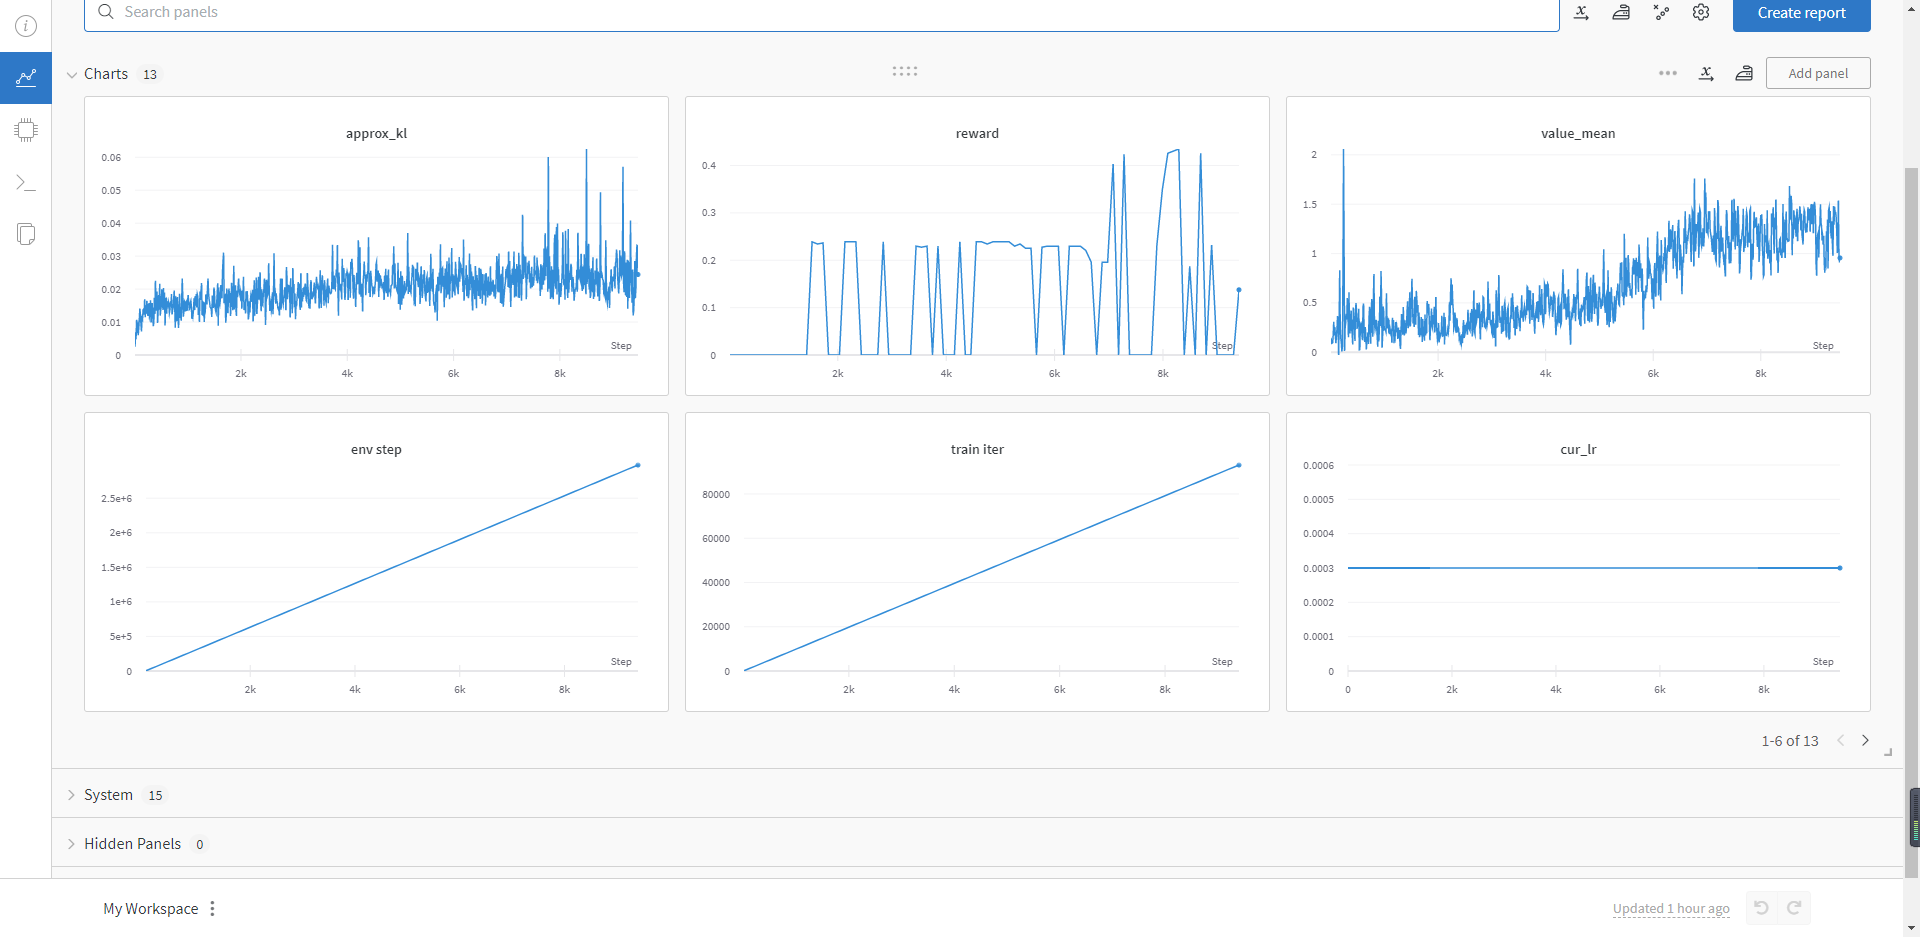 Search panels
Create report
Charts 13
Add panel
approx_kl
0.06
0.05
0.04
0.03
0.02
0.01
0
2k 4k 6k 8k
Step
reward
0.4
0.3
0.2
0.1
0
2k 4k 6k 8k
Step
value_mean
2
1.5
1
0.5
0
2k 4k 6k 8k
Step
env step
2.5e+6
2e+6
1.5e+6
1e+6
5e+5
0
2k 4k 6k 8k
Step
train iter
80000
60000
40000
20000
0
2k 4k 6k 8k
Step
cur_lr
0.0006
0.0005
0.0004
0.0003
0.0002
0.0001
0
0 2k 4k 6k 8k
Step
1-6 of 13
System 15
Hidden Panels 0
My Workspace
Updated 1 hour ago